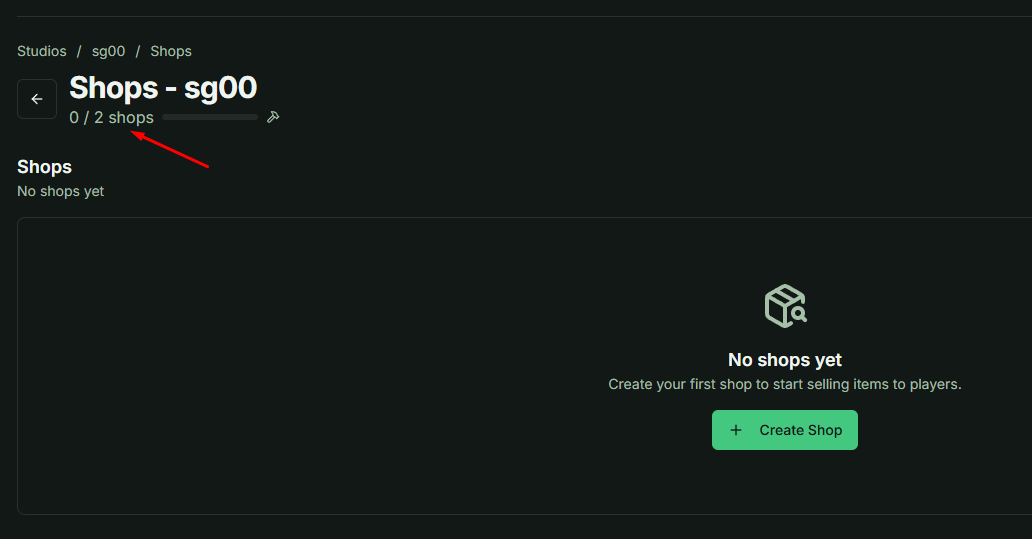 Studios / sg00 / Shops
Shops - sg00
0 / 2 shops
Shops
No shops yet
No shops yet
Create your first shop to start selling items to players.
Create Shop